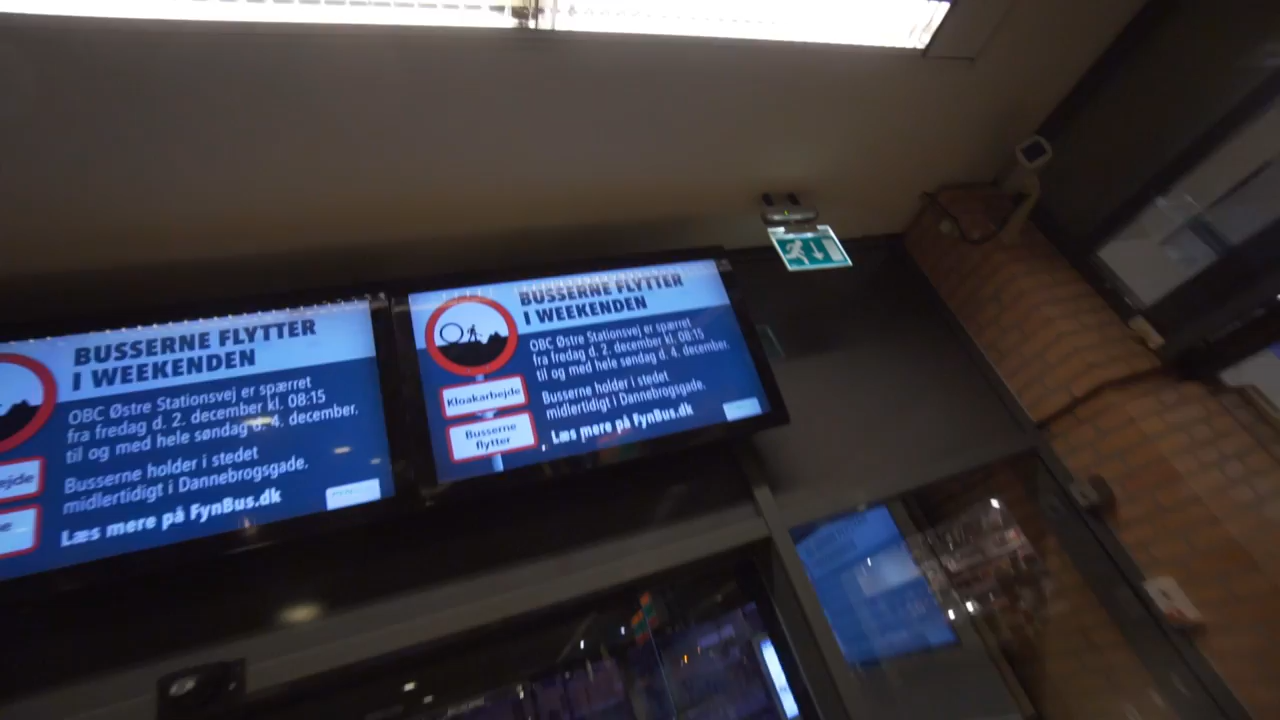 BUSSERNE FLYTTER
I WEEKENDEN
OBC Østre Stationsvej er spærret
fra fredag d. 2. december kl. 08:15
til og med hele søndag d. 4. december.
Busserne holder i stedet
midlertidigt i Dannebrogsgade.
Læs mere på FynBus.dk
BUSSERNE FLYTTER
I WEEKENDEN
Kloakarbejde
Busserne
flytter
OBC Østre Stationsvej er spærret
fra fredag d. 2. december kl. 08:15
til og med hele søndag d. 4. december.
Busserne holder i stedet
midlertidigt i Dannebrogsgade.
Læs mere på FynBus.dk